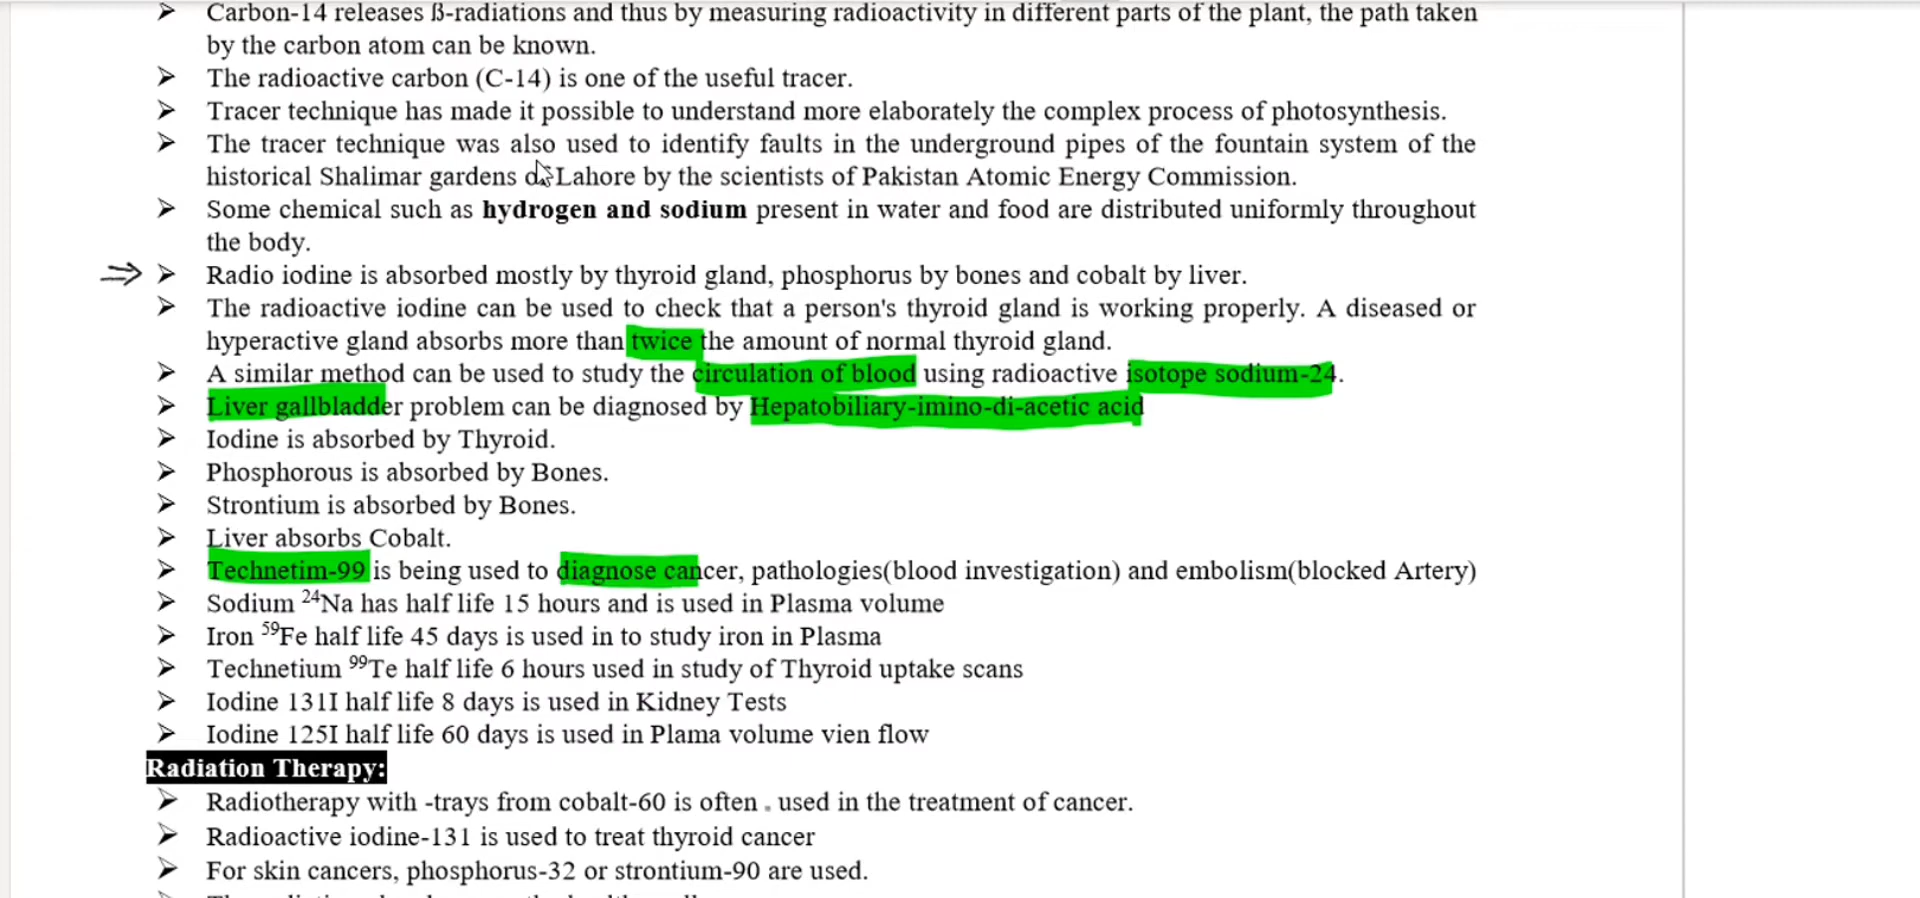 ➢ Carbon-14 releases ß-radiations and thus by measuring radioactivity in different parts of the plant, the path taken
by the carbon atom can be known.
➢ The radioactive carbon (C-14) is one of the useful tracer.
➢ Tracer technique has made it possible to understand more elaborately the complex process of photosynthesis.
➢ The tracer technique was also used to identify faults in the underground pipes of the fountain system of the
historical Shalimar gardens Lahore by the scientists of Pakistan Atomic Energy Commission.
➢ Some chemical such as hydrogen and sodium present in water and food are distributed uniformly throughout
the body.
⇒ ➢ Radio iodine is absorbed mostly by thyroid gland, phosphorus by bones and cobalt by liver.
➢ The radioactive iodine can be used to check that a person's thyroid gland is working properly. A diseased or
hyperactive gland absorbs more than twice the amount of normal thyroid gland.
➢ A similar method can be used to study the circulation of blood using radioactive isotope sodium-24.
➢ Liver gallbladder problem can be diagnosed by Hepatobiliary-imino-di-acetic acid
➢ Iodine is absorbed by Thyroid.
➢ Phosphorous is absorbed by Bones.
➢ Strontium is absorbed by Bones.
➢ Liver absorbs Cobalt.
➢ Technetim-99 is being used to diagnose cancer, pathologies(blood investigation) and embolism(blocked Artery)
➢ Sodium ²⁴Na has half life 15 hours and is used in Plasma volume
➢ Iron ⁵⁹Fe half life 45 days is used in to study iron in Plasma
➢ Technetium ⁹⁹Te half life 6 hours used in study of Thyroid uptake scans
➢ Iodine 131I half life 8 days is used in Kidney Tests
➢ Iodine 125I half life 60 days is used in Plama volume vien flow
Radiation Therapy:
➢ Radiotherapy with -trays from cobalt-60 is often . used in the treatment of cancer.
➢ Radioactive iodine-131 is used to treat thyroid cancer
➢ For skin cancers, phosphorus-32 or strontium-90 are used.